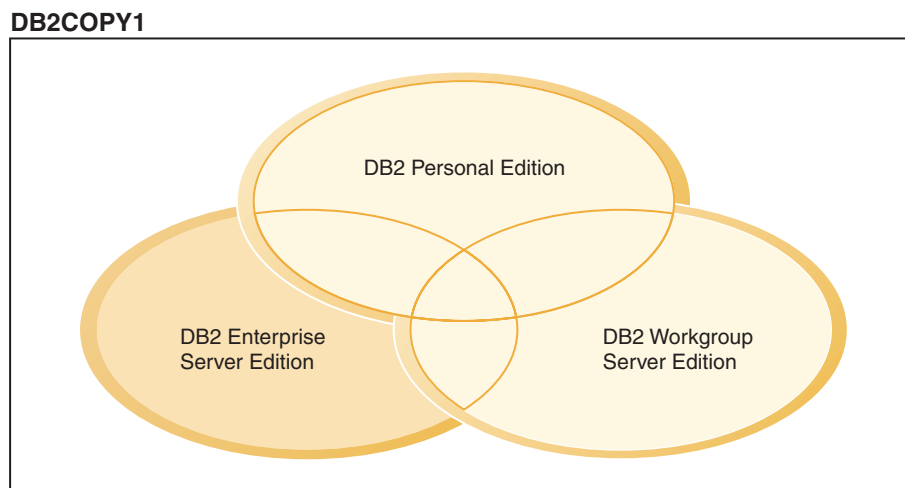 DB2COPY1
DB2 Personal Edition
DB2 Enterprise
Server Edition
DB2 Workgroup
Server Edition